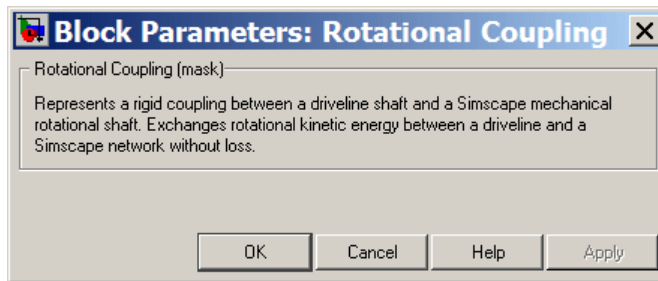 Block Parameters: Rotational Coupling
Rotational Coupling (mask)
Represents a rigid coupling between a driveline shaft and a Simscape mechanical
rotational shaft. Exchanges rotational kinetic energy between a driveline and a
Simscape network without loss.
OK Cancel Help Apply